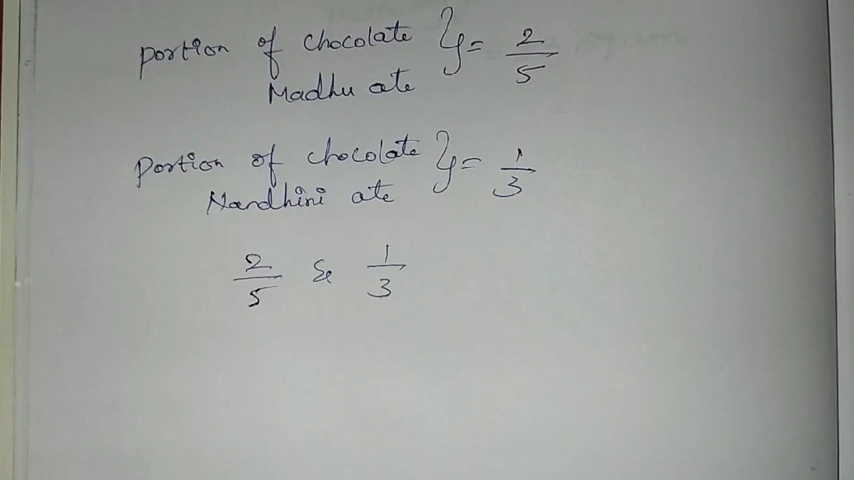 portion of chocolate } = 2/5
Madhu ate
Portion of chocolate } = 1/3
Nandhini ate
2/5 & 1/3